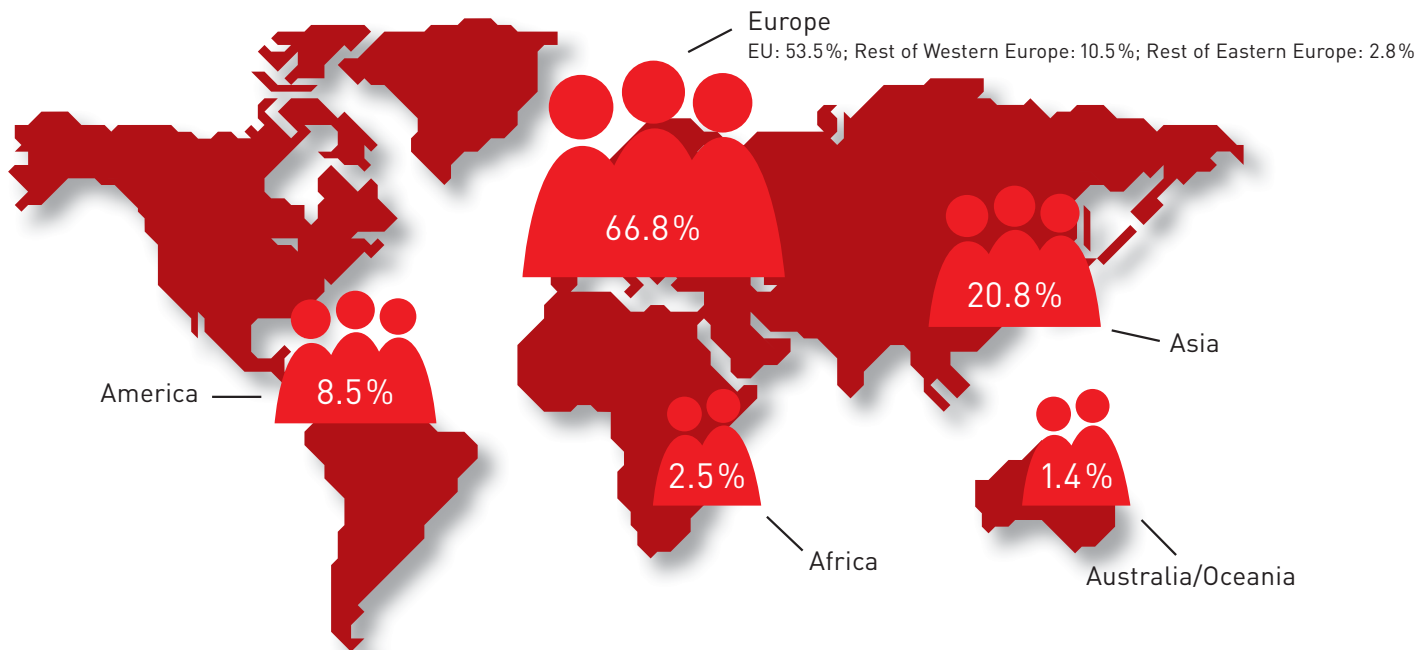 Europe
EU: 53.5%; Rest of Western Europe: 10.5%; Rest of Eastern Europe: 2.8%
66.8%
20.8%
Asia
America
8.5%
2.5%
1.4%
Africa
Australia/Oceania